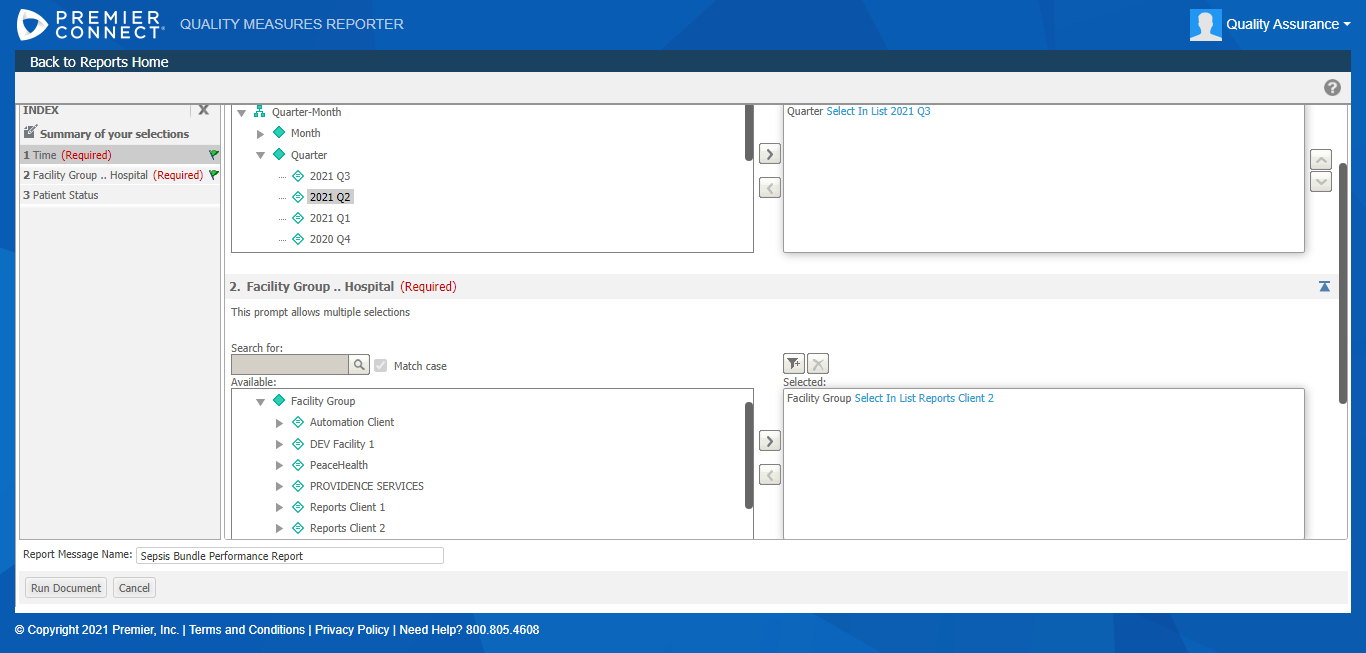 PREMIER CONNECT QUALITY MEASURES REPORTER
Quality Assurance
Back to Reports Home
?
INDEX X
Summary of your selections
1 Time (Required)
2 Facility Group .. Hospital (Required)
3 Patient Status
Quarter-Month
Month
Quarter
2021 Q3
2021 Q2
2021 Q1
2020 Q4
Quarter Select In List 2021 Q3
2. Facility Group .. Hospital (Required)
This prompt allows multiple selections
Search for:
Match case
Available:
Facility Group
Automation Client
DEV Facility 1
PeaceHealth
PROVIDENCE SERVICES
Reports Client 1
Reports Client 2
Selected:
Facility Group Select In List Reports Client 2
Report Message Name: Sepsis Bundle Performance Report
Run Document Cancel
© Copyright 2021 Premier, Inc. | Terms and Conditions | Privacy Policy | Need Help? 800.805.4608